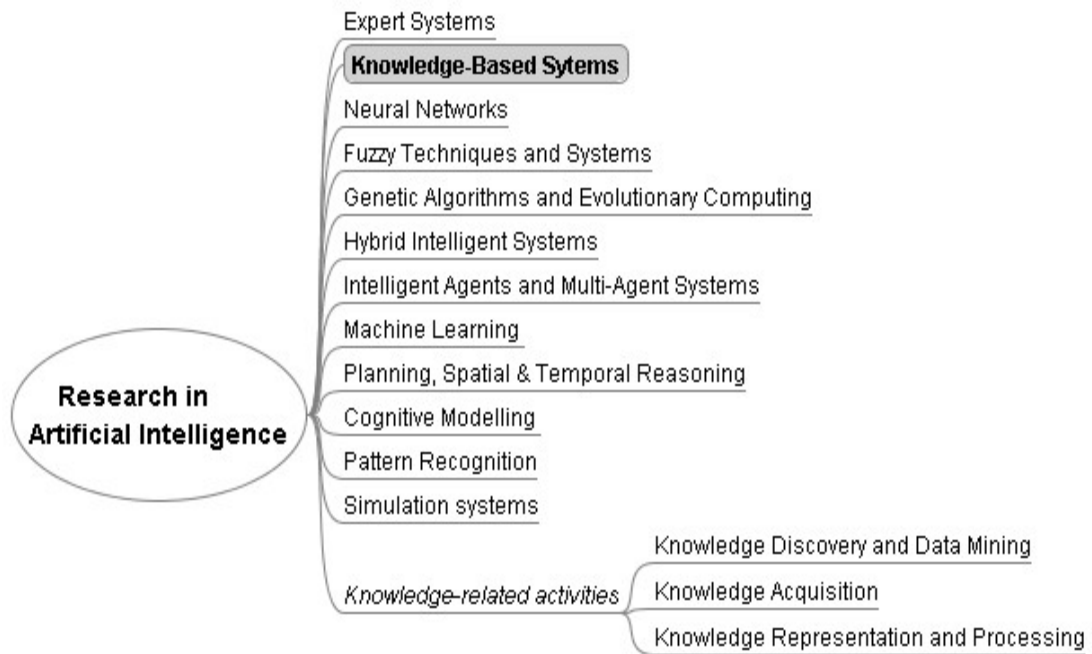 Expert Systems
Knowledge-Based Sytems
Neural Networks
Fuzzy Techniques and Systems
Genetic Algorithms and Evolutionary Computing
Hybrid Intelligent Systems
Intelligent Agents and Multi-Agent Systems
Machine Learning
Planning, Spatial & Temporal Reasoning
Research in
Artificial Intelligence
Cognitive Modelling
Pattern Recognition
Simulation systems
Knowledge-related activities
Knowledge Discovery and Data Mining
Knowledge Acquisition
Knowledge Representation and Processing